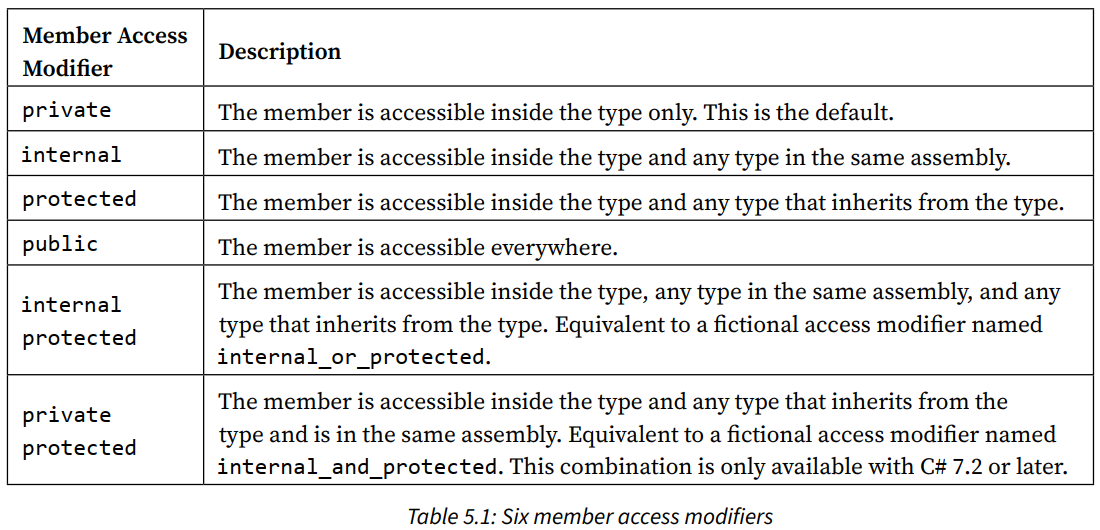 Member Access
Modifier
Description
private
The member is accessible inside the type only. This is the default.
internal
The member is accessible inside the type and any type in the same assembly.
protected
The member is accessible inside the type and any type that inherits from the type.
public
The member is accessible everywhere.
internal
protected
The member is accessible inside the type, any type in the same assembly, and any
type that inherits from the type. Equivalent to a fictional access modifier named
internal_or_protected.
private
protected
The member is accessible inside the type and any type that inherits from the
type and is in the same assembly. Equivalent to a fictional access modifier named
internal_and_protected. This combination is only available with C# 7.2 or later.
Table 5.1: Six member access modifiers